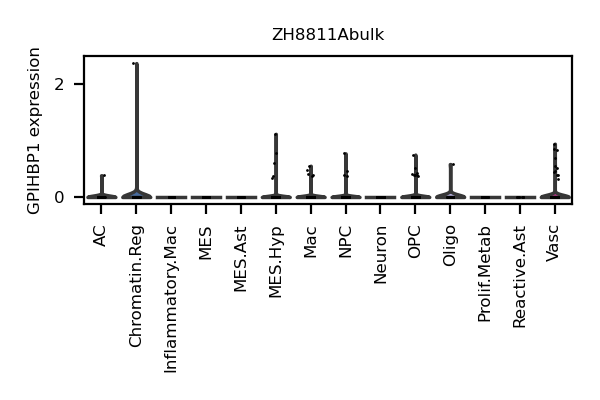 ZH8811Abulk
GPIHBP1 expression
2
0
AC
Chromatin.Reg
Inflammatory.Mac
MES
MES.Ast
MES.Hyp
Mac
NPC
Neuron
OPC
Oligo
Prolif.Metab
Reactive.Ast
Vasc